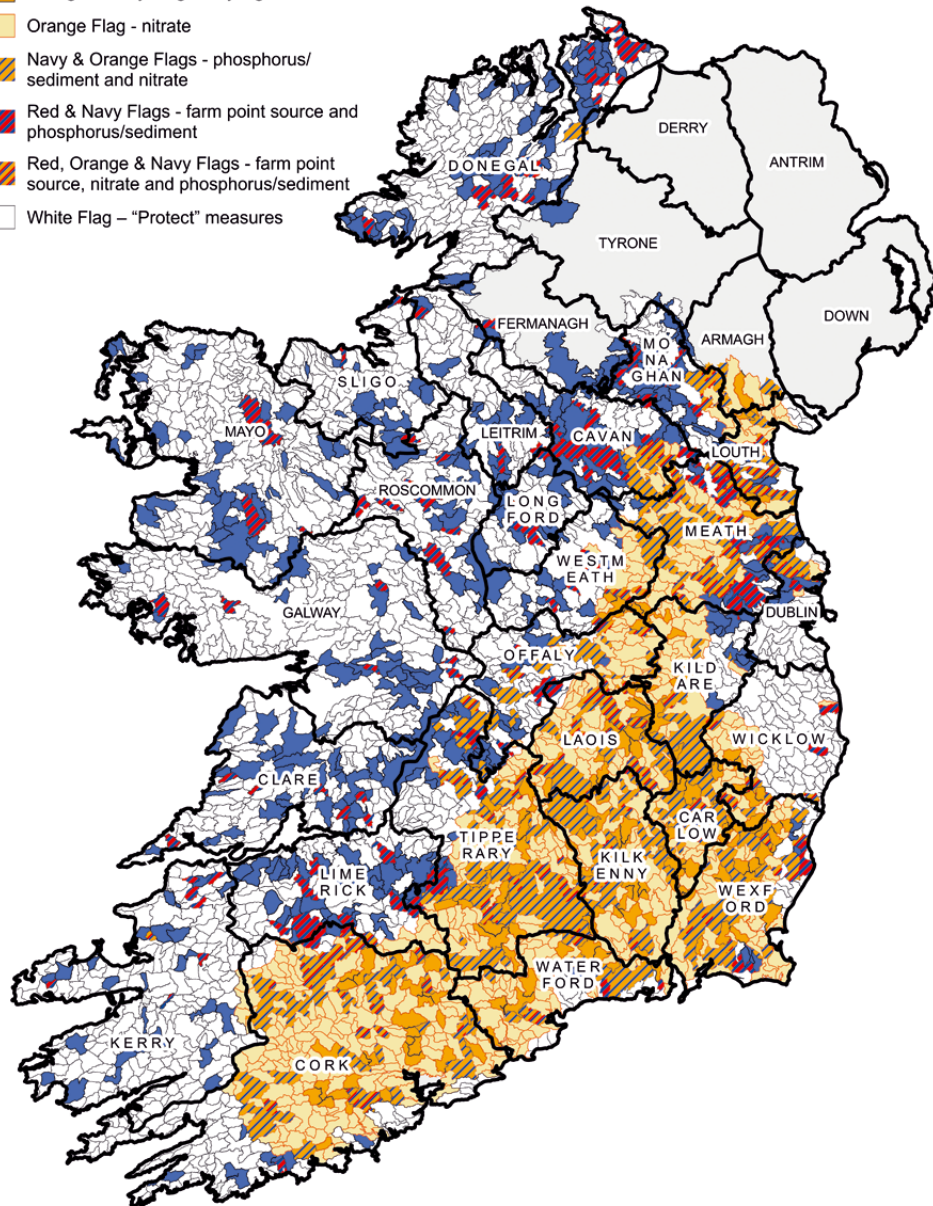 Orange Flag - nitrate
Navy & Orange Flags - phosphorus/
sediment and nitrate
Red & Navy Flags - farm point source and
phosphorus/sediment
Red, Orange & Navy Flags - farm point
source, nitrate and phosphorus/sediment
White Flag – “Protect” measures
DERRY
ANTRIM
DONEGAL
TYRONE
FERMANAGH
DOWN
ARMAGH
MO
NA
GHAN
SLIGO
MAYO
LEITRIM
CAVAN
LOUTH
ROSCOMMON
LONG
FORD
MEATH
WESTM
EATH
GALWAY
DUBLIN
OFFALY
KILD
ARE
LAOIS
WICKLOW
CLARE
CAR
LOW
TIPPE
RARY
KILK
ENNY
LIME
RICK
WEXF
ORD
WATER
FORD
KERRY
CORK